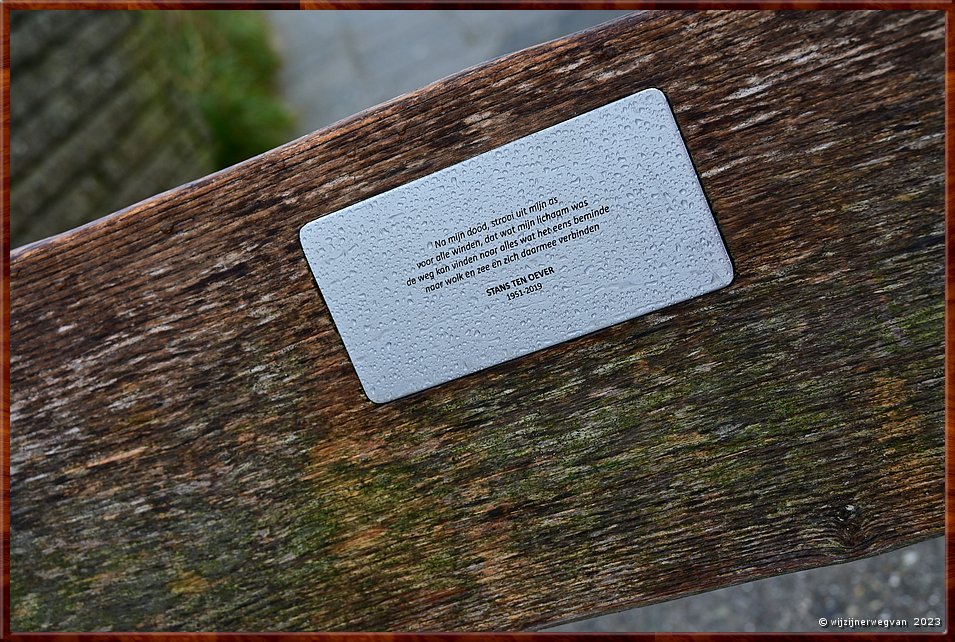 Na mijn dood, strooi uit mijn as
voor alle winden, dat wat mijn lichaam was
de weg kan vinden naar alles wat het eens beminde
naar wolk en zee en zich daarmee verbinden
STANS TEN OEVER
1951-2019
© wijzijnerwegvan 2023